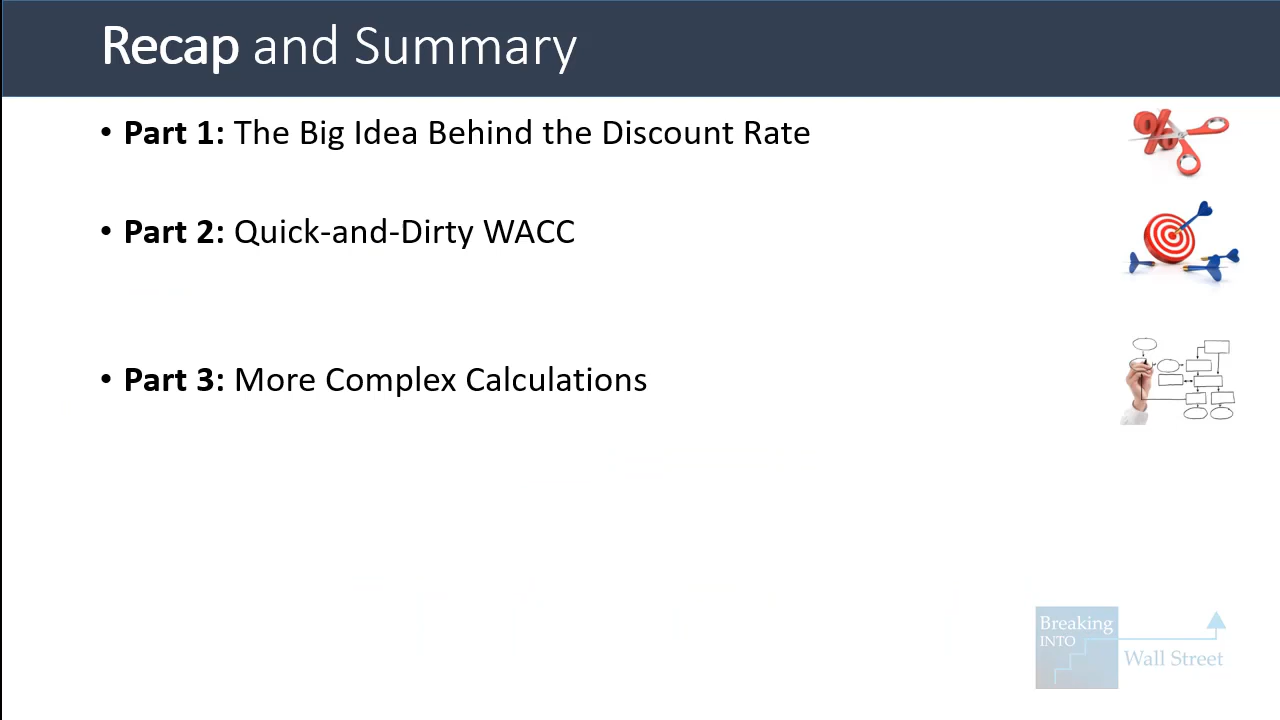 Recap and Summary
• Part 1: The Big Idea Behind the Discount Rate
• Part 2: Quick-and-Dirty WACC
• Part 3: More Complex Calculations
%
Breaking
INTO
Wall Street